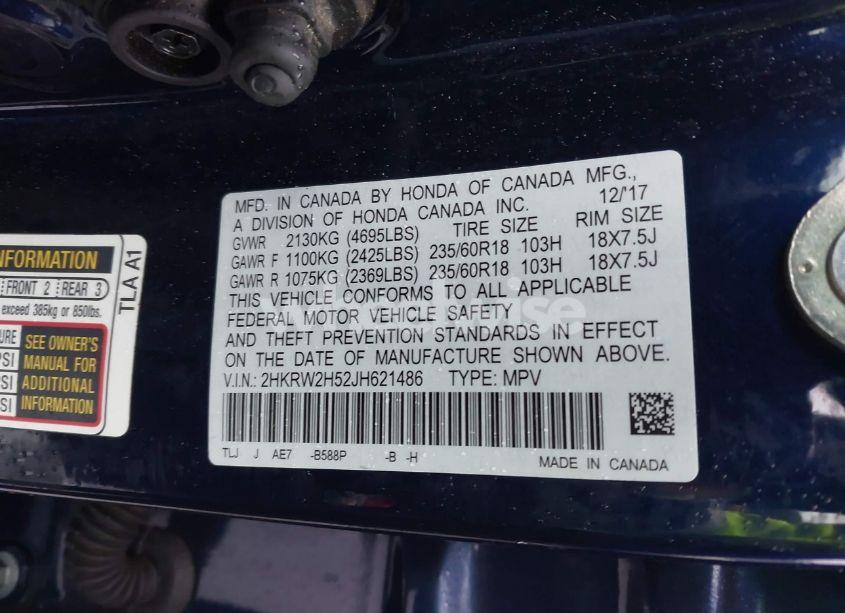 MFD. IN CANADA BY HONDA OF CANADA MFG.,
A DIVISION OF HONDA CANADA INC. 12/'17
GVWR 2130KG (4695LBS) TIRE SIZE RIM SIZE
GAWR F 1100KG (2425LBS) 235/60R18 103H 18X7.5J
GAWR R 1075KG (2369LBS) 235/60R18 103H 18X7.5J
THIS VEHICLE CONFORMS TO ALL APPLICABLE
FEDERAL MOTOR VEHICLE SAFETY
AND THEFT PREVENTION STANDARDS IN EFFECT
ON THE DATE OF MANUFACTURE SHOWN ABOVE.
V.I.N.: 2HKRW2H52JH621486 TYPE: MPV
TLJ J AE7 -B588P -B -H
MADE IN CANADA
INFORMATION
FRONT 2 REAR 3
exceed 385kg or 850lbs.
TLA A1
SEE OWNER'S
MANUAL FOR
ADDITIONAL
INFORMATION